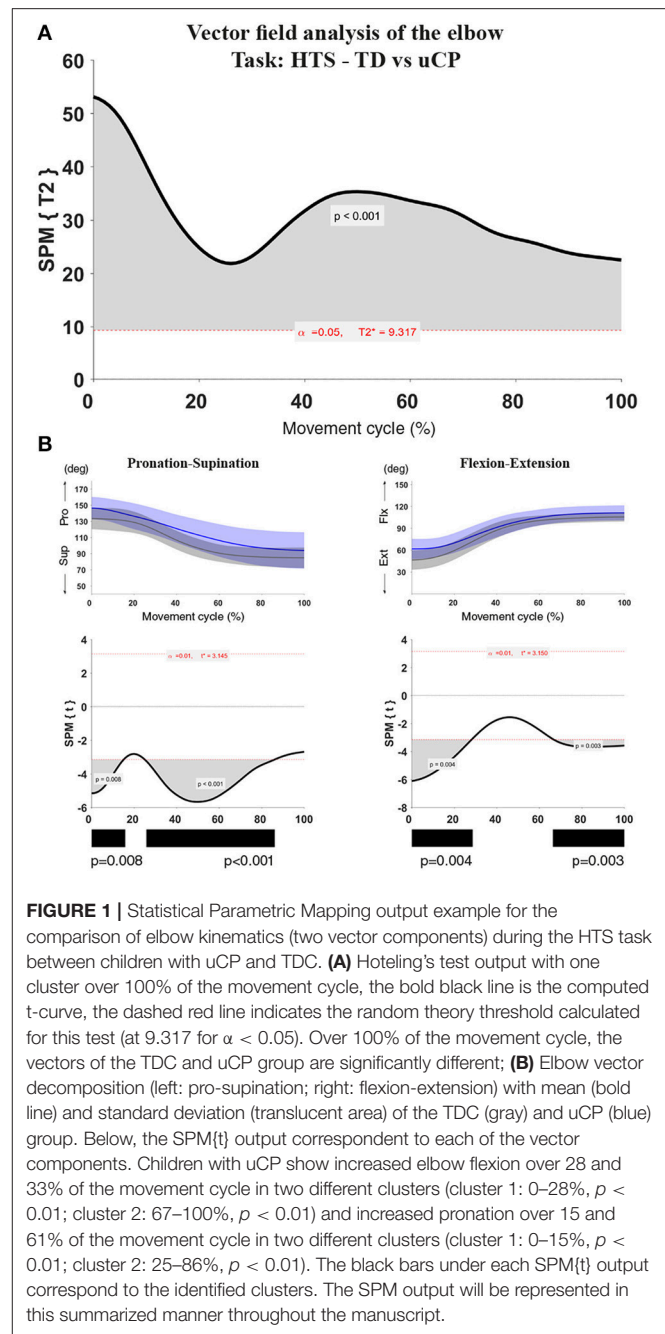 A
Vector field analysis of the elbow
Task: HTS - TD vs uCP
60
50
40
30
20
10
0
SPM { T2 }
p < 0.001
α =0.05, T2* = 9.317
0 20 40 60 80 100
Movement cycle (%)
B
(deg)
Pronation-Supination
Pro
Sup
170
150
130
110
90
70
50
0 20 40 60 80 100
Movement cycle (%)
(deg)
Flexion-Extension
Flx
Ext
150
120
90
60
30
0 20 40 60 80 100
Movement cycle (%)
4
2
0
-2
-4
-6
SPM { t }
α =0.01, t* = 3.145
p = 0.008
p < 0.001
0 20 40 60 80 100
p=0.008 p<0.001
4
2
0
-2
-4
-6
-8
SPM { t }
α =0.01, t* = 3.150
p = 0.004
p = 0.003
0 20 40 60 80 100
p=0.004 p=0.003
FIGURE 1 | Statistical Parametric Mapping output example for the
comparison of elbow kinematics (two vector components) during the HTS task
between children with uCP and TDC. (A) Hoteling's test output with one
cluster over 100% of the movement cycle, the bold black line is the computed
t-curve, the dashed red line indicates the random theory threshold calculated
for this test (at 9.317 for α < 0.05). Over 100% of the movement cycle, the
vectors of the TDC and uCP group are significantly different; (B) Elbow vector
decomposition (left: pro-supination; right: flexion-extension) with mean (bold
line) and standard deviation (translucent area) of the TDC (gray) and uCP (blue)
group. Below, the SPM{t} output correspondent to each of the vector
components. Children with uCP show increased elbow flexion over 28 and
33% of the movement cycle in two different clusters (cluster 1: 0–28%, p <
0.01; cluster 2: 67–100%, p < 0.01) and increased pronation over 15 and
61% of the movement cycle in two different clusters (cluster 1: 0–15%, p <
0.01; cluster 2: 25–86%, p < 0.01). The black bars under each SPM{t} output
correspond to the identified clusters. The SPM output will be represented in
this summarized manner throughout the manuscript.